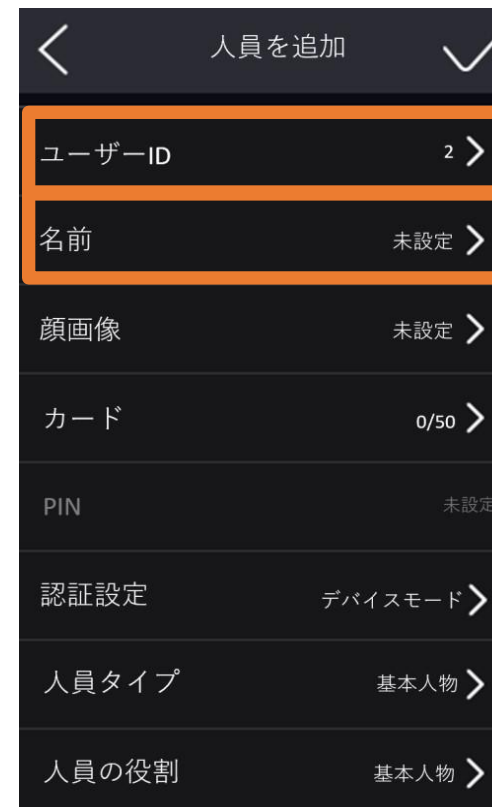 人員を追加
ユーザーID 2
名前 未設定
顔画像 未設定
カード 0/50
PIN 未設定
認証設定 デバイスモード
人員タイプ 基本人物
人員の役割 基本人物